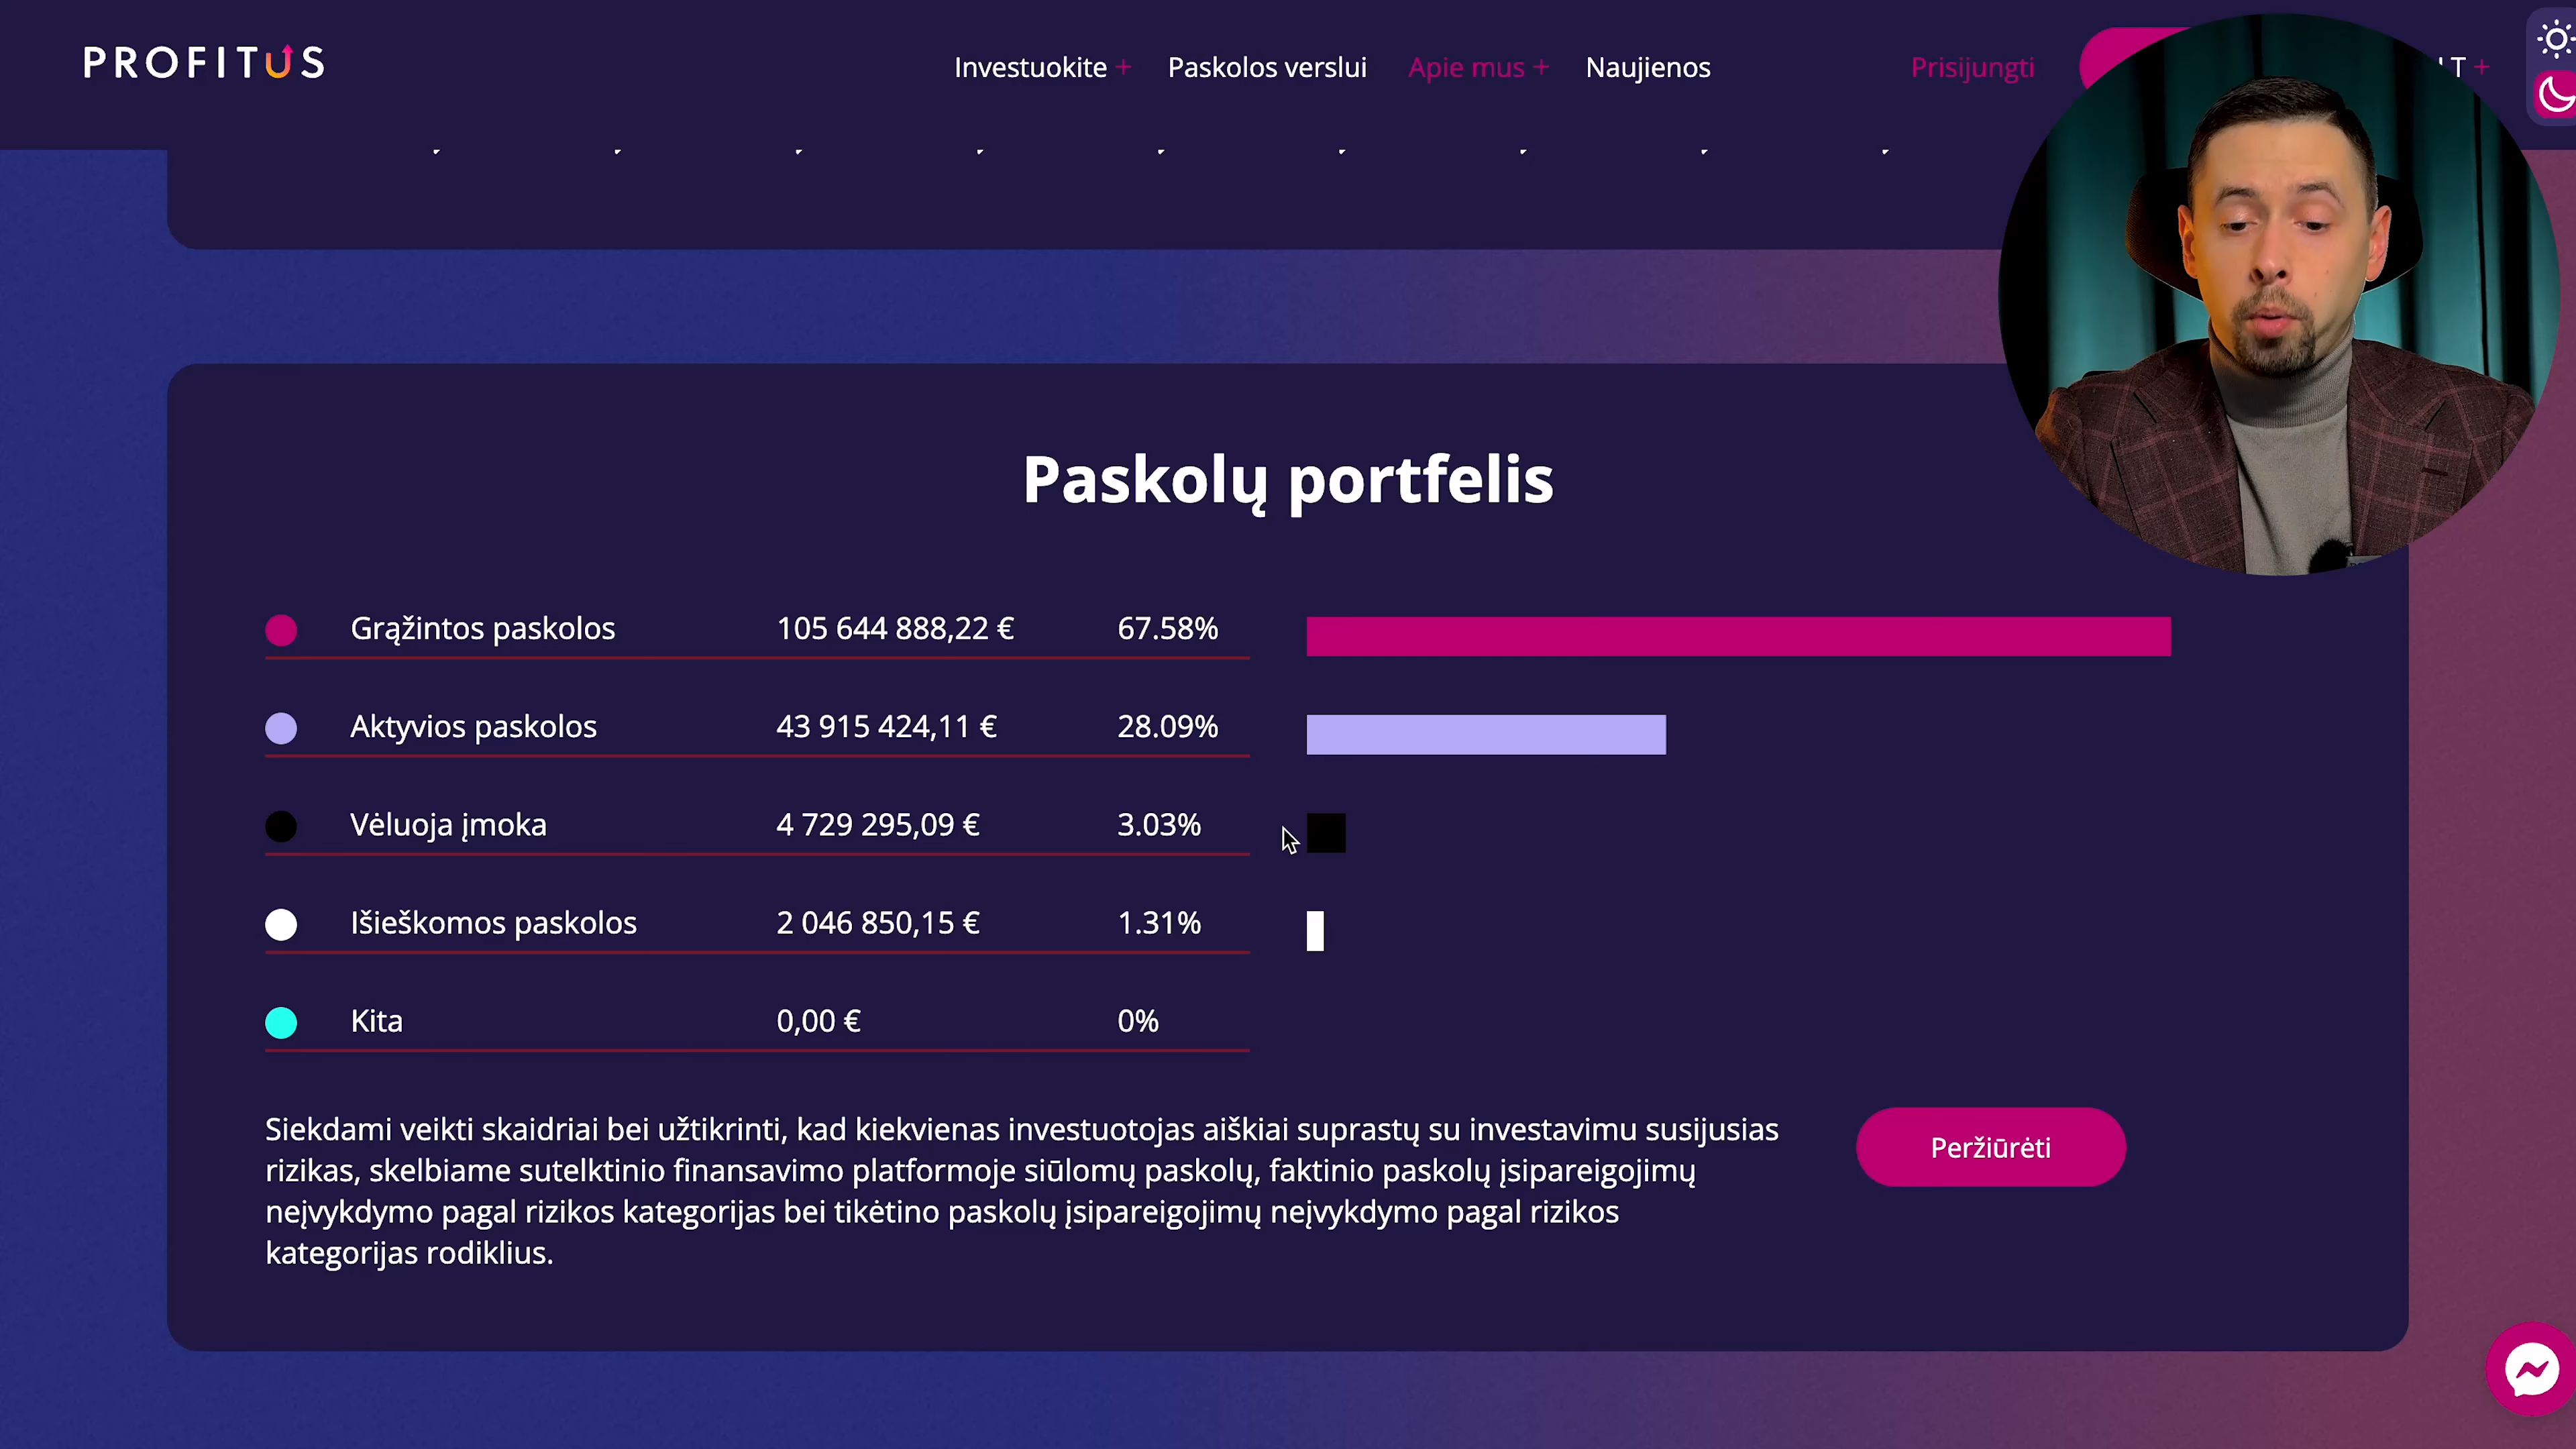 PROFITUS
Investuokite +
Paskolos verslui
Apie mus +
Naujienos
Prisijungti
LT +
Paskolų portfelis
Grąžintos paskolos 105 644 888,22 € 67.58%
Aktyvios paskolos 43 915 424,11 € 28.09%
Vėluoja įmoka 4 729 295,09 € 3.03%
Išieškomos paskolos 2 046 850,15 € 1.31%
Kita 0,00 € 0%
Siekdami veikti skaidriai bei užtikrinti, kad kiekvienas investuotojas aiškiai suprastų su investavimu susijusias
rizikas, skelbiame sutelktinio finansavimo platformoje siūlomų paskolų, faktinio paskolų įsipareigojimų
neįvykdymo pagal rizikos kategorijas bei tikėtino paskolų įsipareigojimų neįvykdymo pagal rizikos
kategorijas rodiklius.
Peržiūrėti